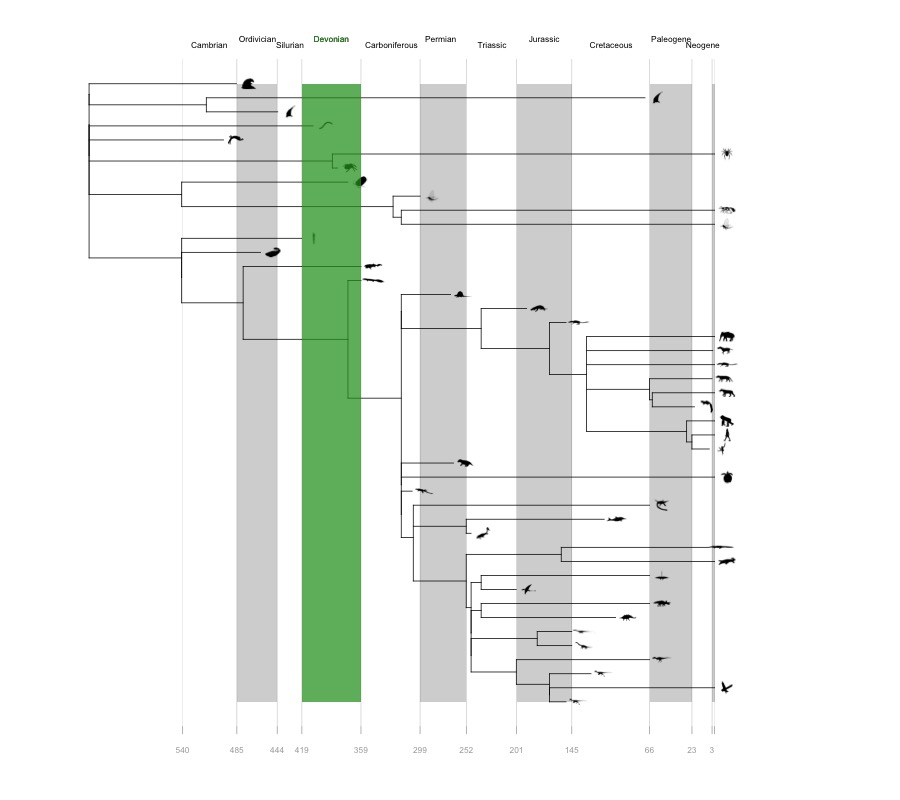 Ordivician Devonian Permian Jurassic Paleogene
Cambrian Silurian Carboniferous Triassic Cretaceous Neogene
540 485 444 419 359 299 252 201 145 66 23 3